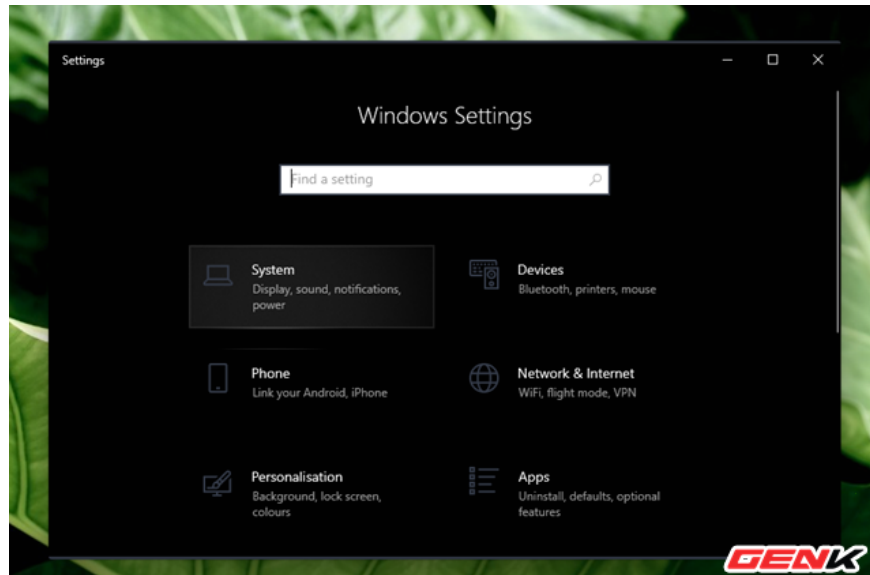 Settings
Windows Settings
Find a setting
System
Display, sound, notifications,
power
Devices
Bluetooth, printers, mouse
Phone
Link your Android, iPhone
Network & Internet
WiFi, flight mode, VPN
Personalisation
Background, lock screen,
colours
Apps
Uninstall, defaults, optional
features
GENK